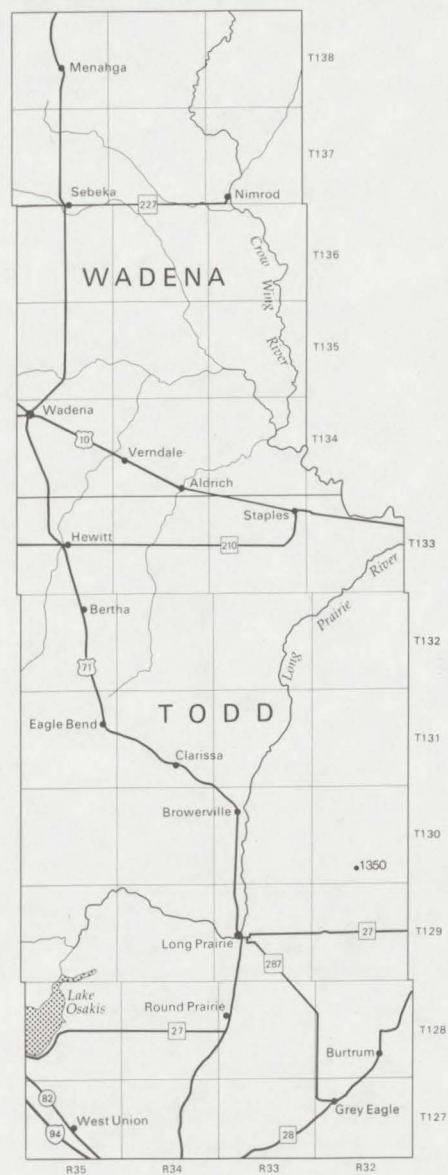 Menahga
T138
T137
Sebeka
227
Nimrod
WADENA
Crow Wing River
T136
T135
Wadena
10
Verndale
T134
Aldrich
Staples
Hewitt
210
T133
Long Prairie River
Bertha
T132
71
TODD
Eagle Bend
T131
Clarissa
Browerville
T130
1350
T129
Long Prairie
27
287
Lake
Osakis
Round Prairie
27
T128
Burtrum
82
94
West Union
Grey Eagle
T127
28
R35 R34 R33 R32